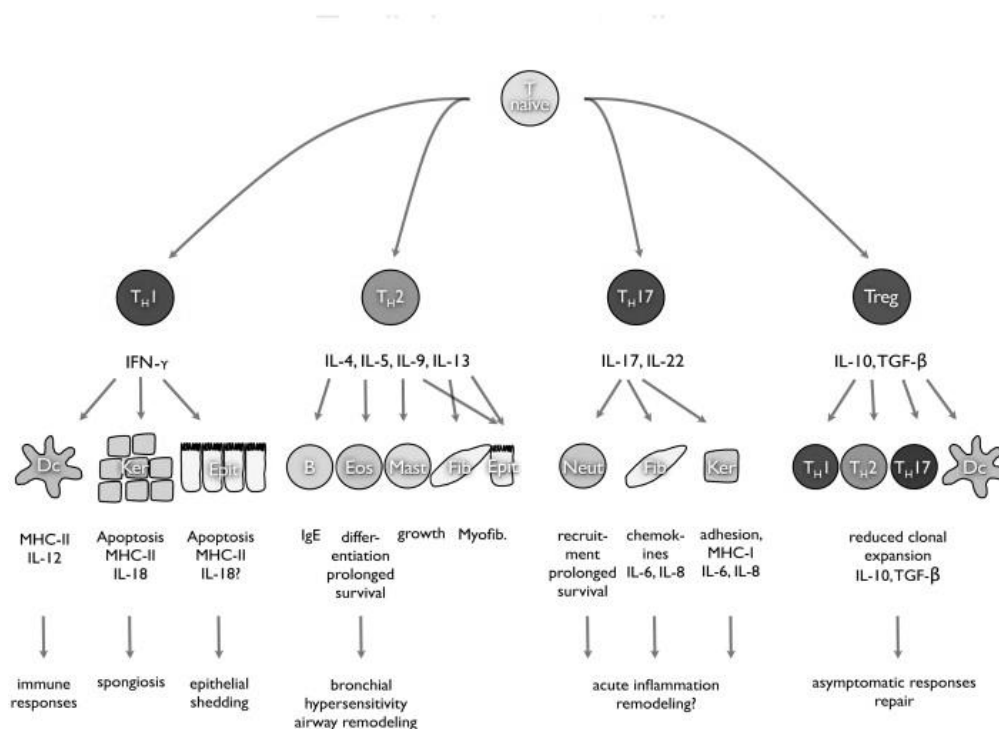 T
naive
TH1
TH2
TH17
Treg
IFN-γ
IL-4, IL-5, IL-9, IL-13
IL-17, IL-22
IL-10, TGF-β
Dc
Ker
Epit
B
Eos
Mast
Fib
Epit
Neut
Fib
Ker
TH1
TH2
TH17
Dc
MHC-II
IL-12
Apoptosis
MHC-II
IL-18
Apoptosis
MHC-II
IL-18?
IgE
differ-
entiation
prolonged
survival
growth
Myofib.
recruit-
ment
prolonged
survival
chemok-
ines
IL-6, IL-8
adhesion,
MHC-I
IL-6, IL-8
reduced clonal
expansion
IL-10, TGF-β
immune
responses
spongiosis
epithelial
shedding
bronchial
hypersensitivity
airway remodeling
acute inflammation
remodeling?
asymptomatic responses
repair